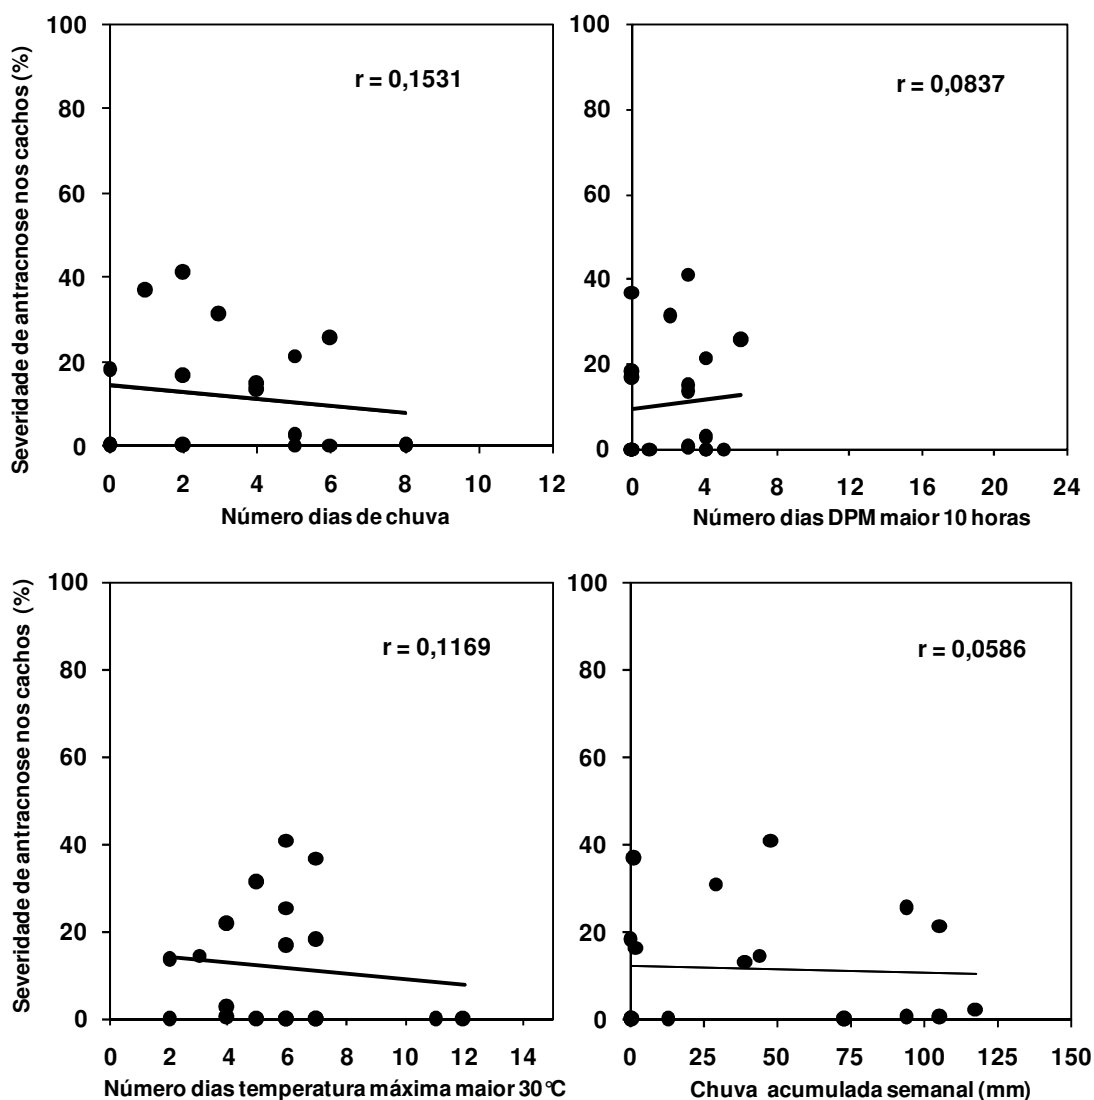 Severidade de antracnose nos cachos (%)
100
80
60
40
20
0
r = 0,1531
0 2 4 6 8 10 12
Número dias de chuva
100
80
60
40
20
0
r = 0,0837
0 4 8 12 16 20 24
Número dias DPM maior 10 horas
Severidade de antracnose nos cachos (%)
100
80
60
40
20
0
r = 0,1169
0 2 4 6 8 10 12 14
Número dias temperatura máxima maior 30°C
100
80
60
40
20
0
r = 0,0586
0 25 50 75 100 125 150
Chuva acumulada semanal (mm)